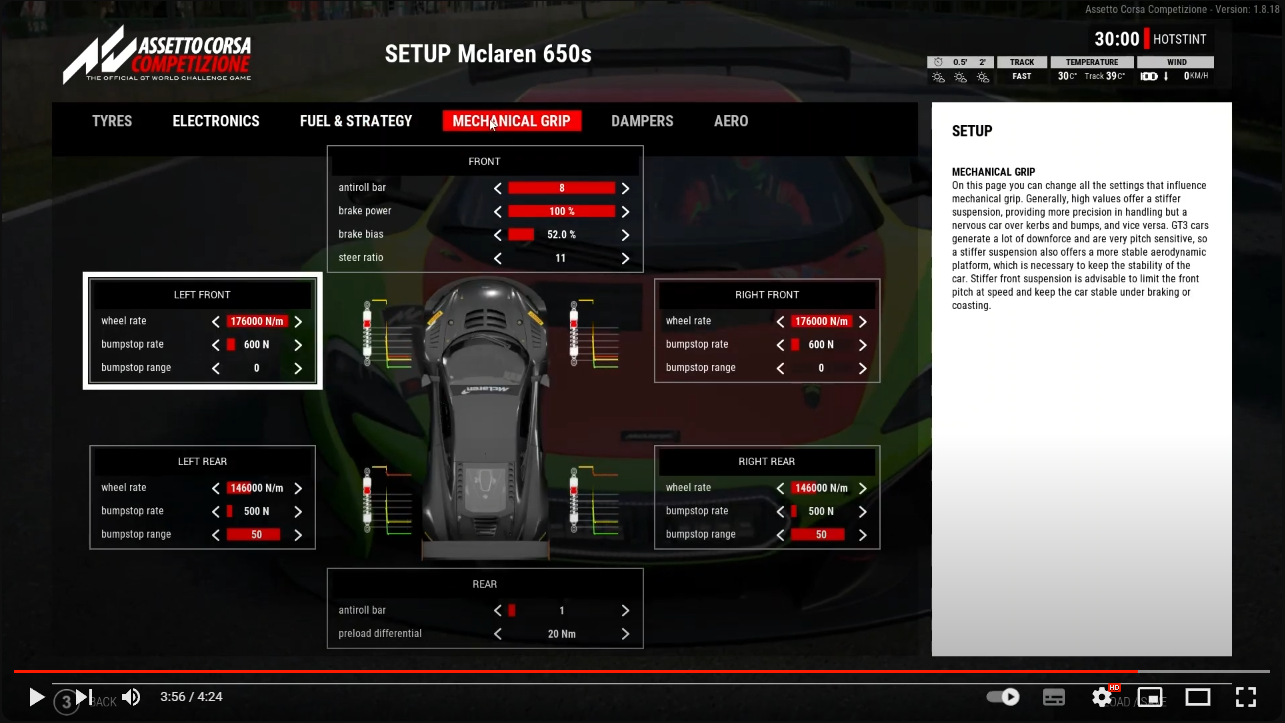 Assetto Corsa Competizione - Version: 1.8.18
ASSETTO CORSA
COMPETIZIONE
THE OFFICIAL GT WORLD CHALLENGE GAME
SETUP Mclaren 650s
30:00 HOTSTINT
0.5' 2' TRACK TEMPERATURE WIND
FAST 30C° Track 39C° 0KM/H
TYRES ELECTRONICS FUEL & STRATEGY MECHANICAL GRIP DAMPERS AERO
FRONT
antiroll bar 8
brake power 100 %
brake bias 52.0 %
steer ratio 11
LEFT FRONT
wheel rate 176000 N/m
bumpstop rate 600 N
bumpstop range 0
RIGHT FRONT
wheel rate 176000 N/m
bumpstop rate 600 N
bumpstop range 0
McLaren
LEFT REAR
wheel rate 146000 N/m
bumpstop rate 500 N
bumpstop range 50
RIGHT REAR
wheel rate 146000 N/m
bumpstop rate 500 N
bumpstop range 50
REAR
antiroll bar 1
preload differential 20 Nm
SETUP
MECHANICAL GRIP
On this page you can change all the settings that influence
mechanical grip. Generally, high values offer a stiffer
suspension, providing more precision in handling but a
nervous car over kerbs and bumps, and vice versa. GT3 cars
generate a lot of downforce and are very pitch sensitive, so
a stiffer suspension also offers a more stable aerodynamic
platform, which is necessary to keep the stability of the
car. Stiffer front suspension is advisable to limit the front
pitch at speed and keep the car stable under braking or
coasting.
3 BACK
3:56 / 4:24
HD